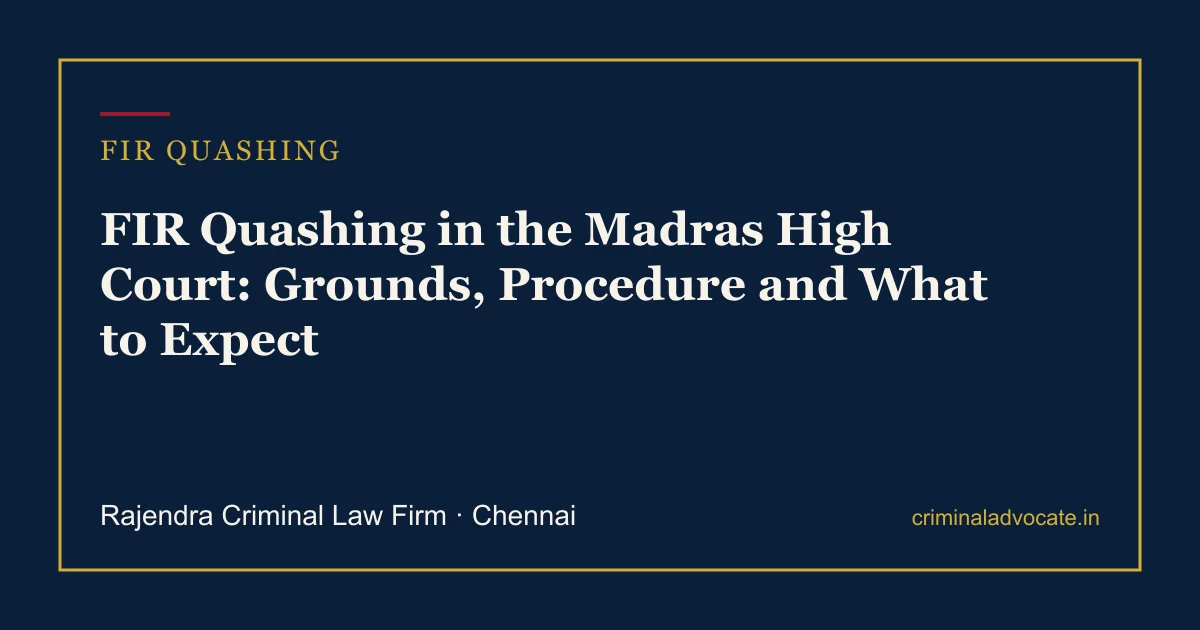 FIR QUASHING
FIR Quashing in the Madras High
Court: Grounds, Procedure and What
to Expect
Rajendra Criminal Law Firm · Chennai
criminaladvocate.in